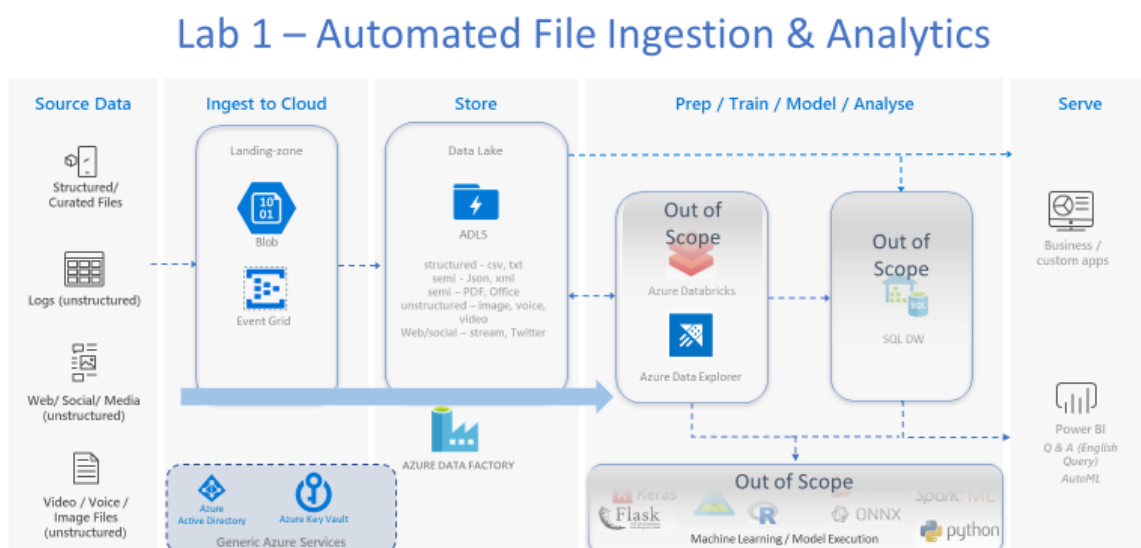 Lab 1 – Automated File Ingestion & Analytics
Source Data
Ingest to Cloud
Store
Prep / Train / Model / Analyse
Serve
Structured/
Curated Files
Logs (unstructured)
Web/ Social/ Media
(unstructured)
Video / Voice /
Image Files
(unstructured)
Landing-zone
10
01
Blob
Event Grid
Data Lake
ADLS
structured - csv, txt
semi - Json, xml
semi – PDF, Office
unstructured – image, voice,
video
Web/social – stream, Twitter
AZURE DATA FACTORY
Azure
Active Directory
Azure Key Vault
Generic Azure Services
Out of
Scope
Azure Databricks
Azure Data Explorer
Out of
Scope
SQL
SQL DW
Out of Scope
Keras
Flask
R
ONNX
Spark ML
python
Machine Learning / Model Execution
Business /
custom apps
Power BI
Q & A (English
Query)
AutoML